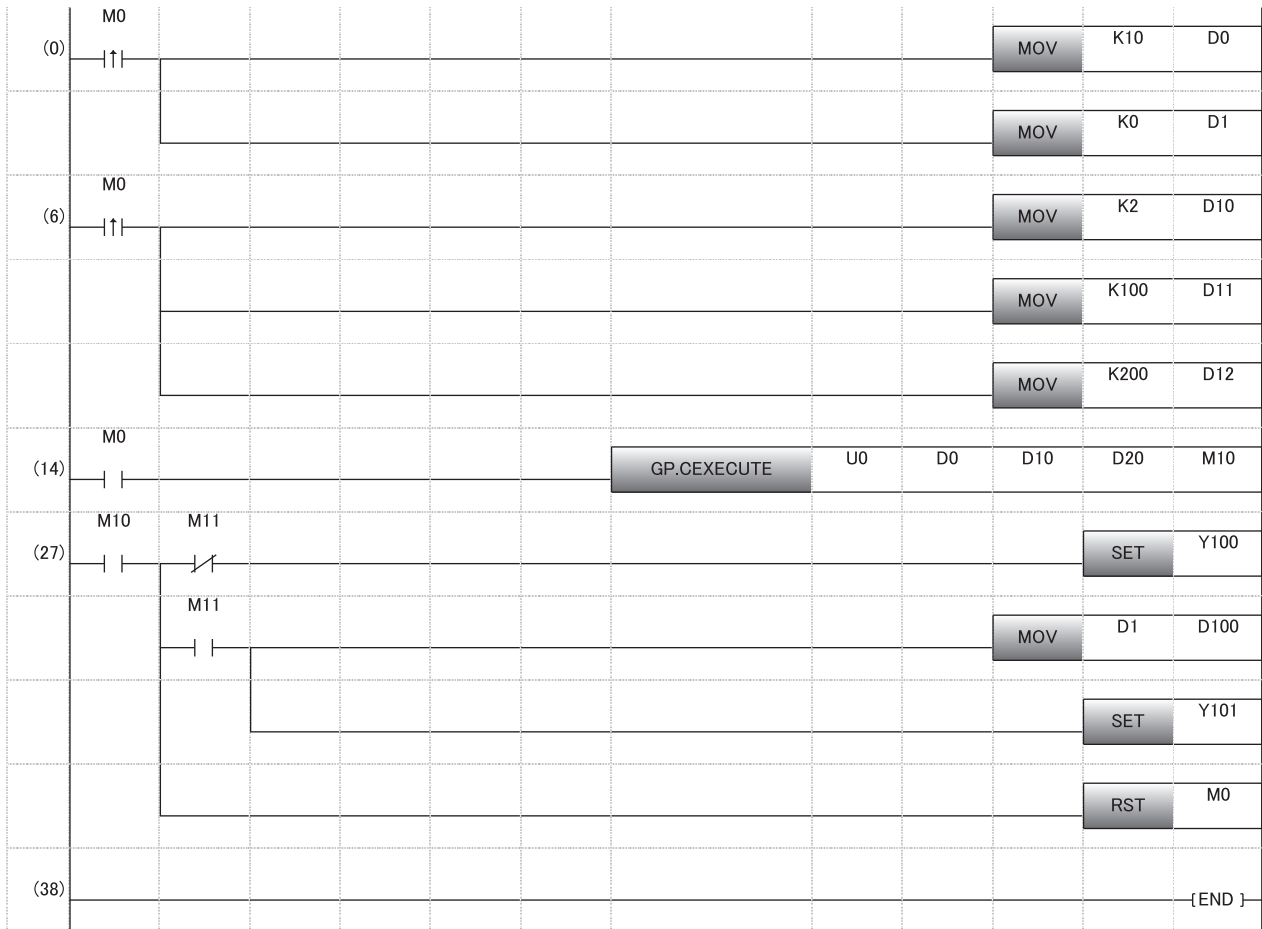 M0
(0) MOV K10 D0
MOV K0 D1
M0
(6) MOV K2 D10
MOV K100 D11
MOV K200 D12
M0
(14) GP.CEXECUTE U0 D0 D10 D20 M10
M10 M11
(27) SET Y100
M11
MOV D1 D100
SET Y101
RST M0
(38) [END]